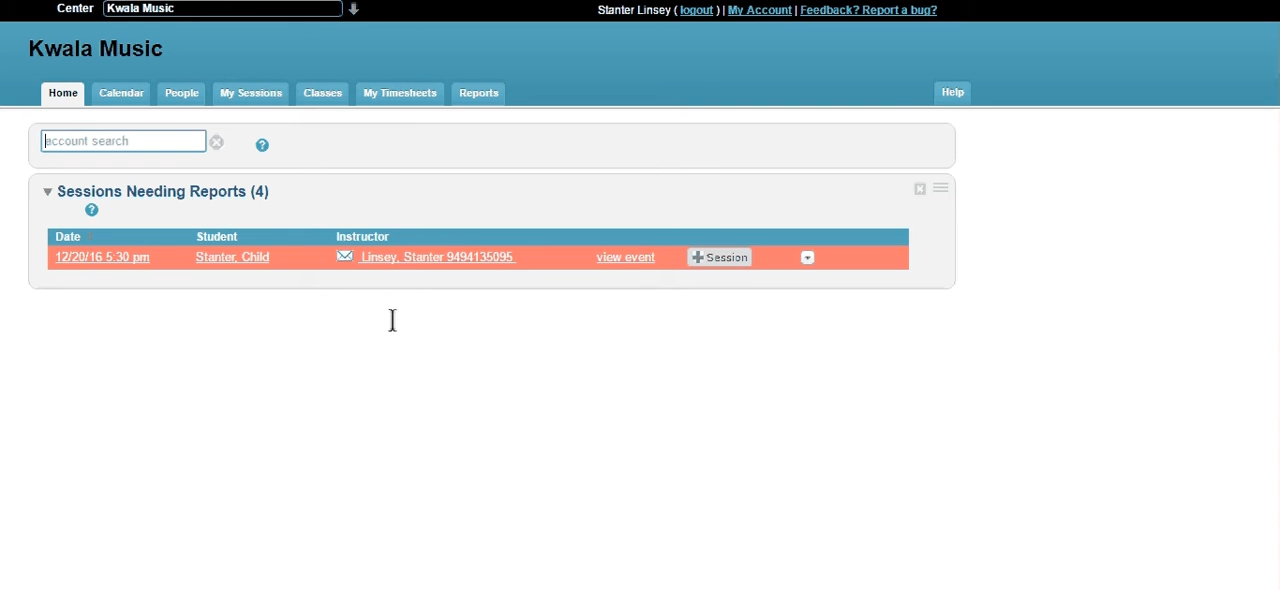 Center Kwala Music Stanter Linsey ( logout ) | My Account | Feedback? Report a bug?
Kwala Music
Home Calendar People My Sessions Classes My Timesheets Reports Help
account search ?
Sessions Needing Reports (4)
?
Date Student Instructor
12/20/16 5:30 pm Stanter, Child Linsey, Stanter 9494135095 view event + Session